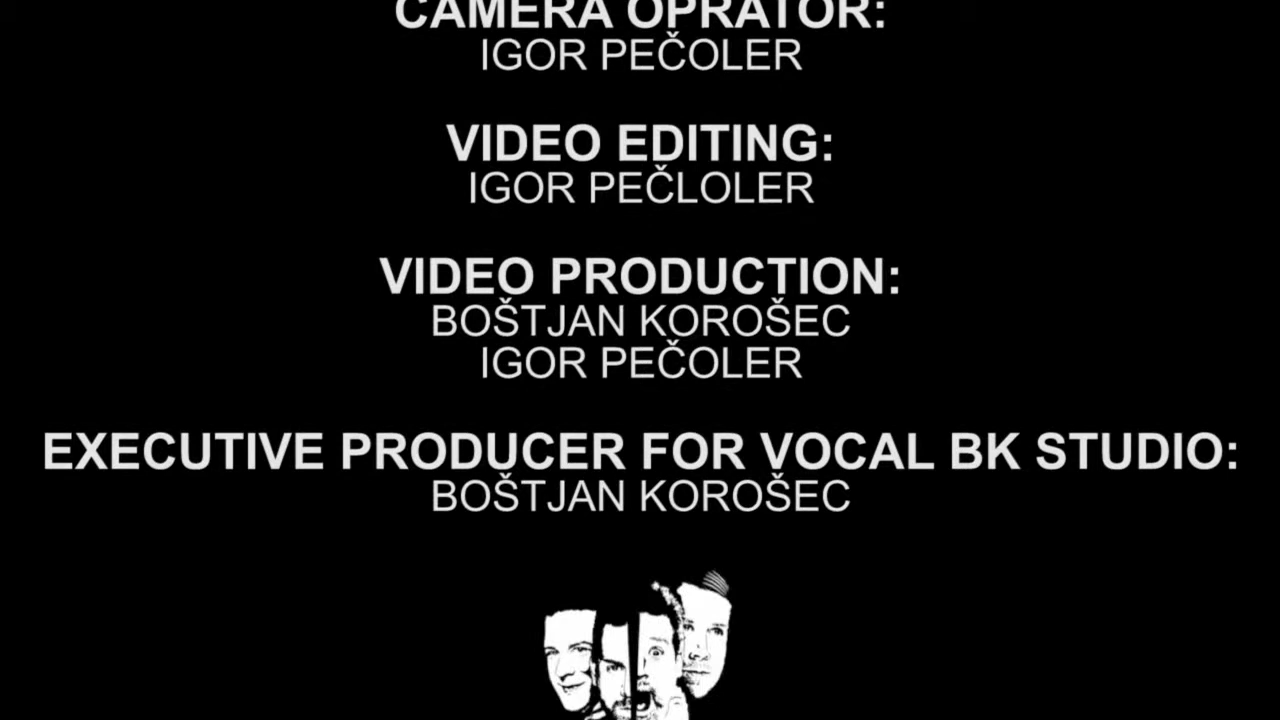 CAMERA OPRATOR:
IGOR PEČOLER
VIDEO EDITING:
IGOR PEČLOLER
VIDEO PRODUCTION:
BOŠTJAN KOROŠEC
IGOR PEČOLER
EXECUTIVE PRODUCER FOR VOCAL BK STUDIO:
BOŠTJAN KOROŠEC